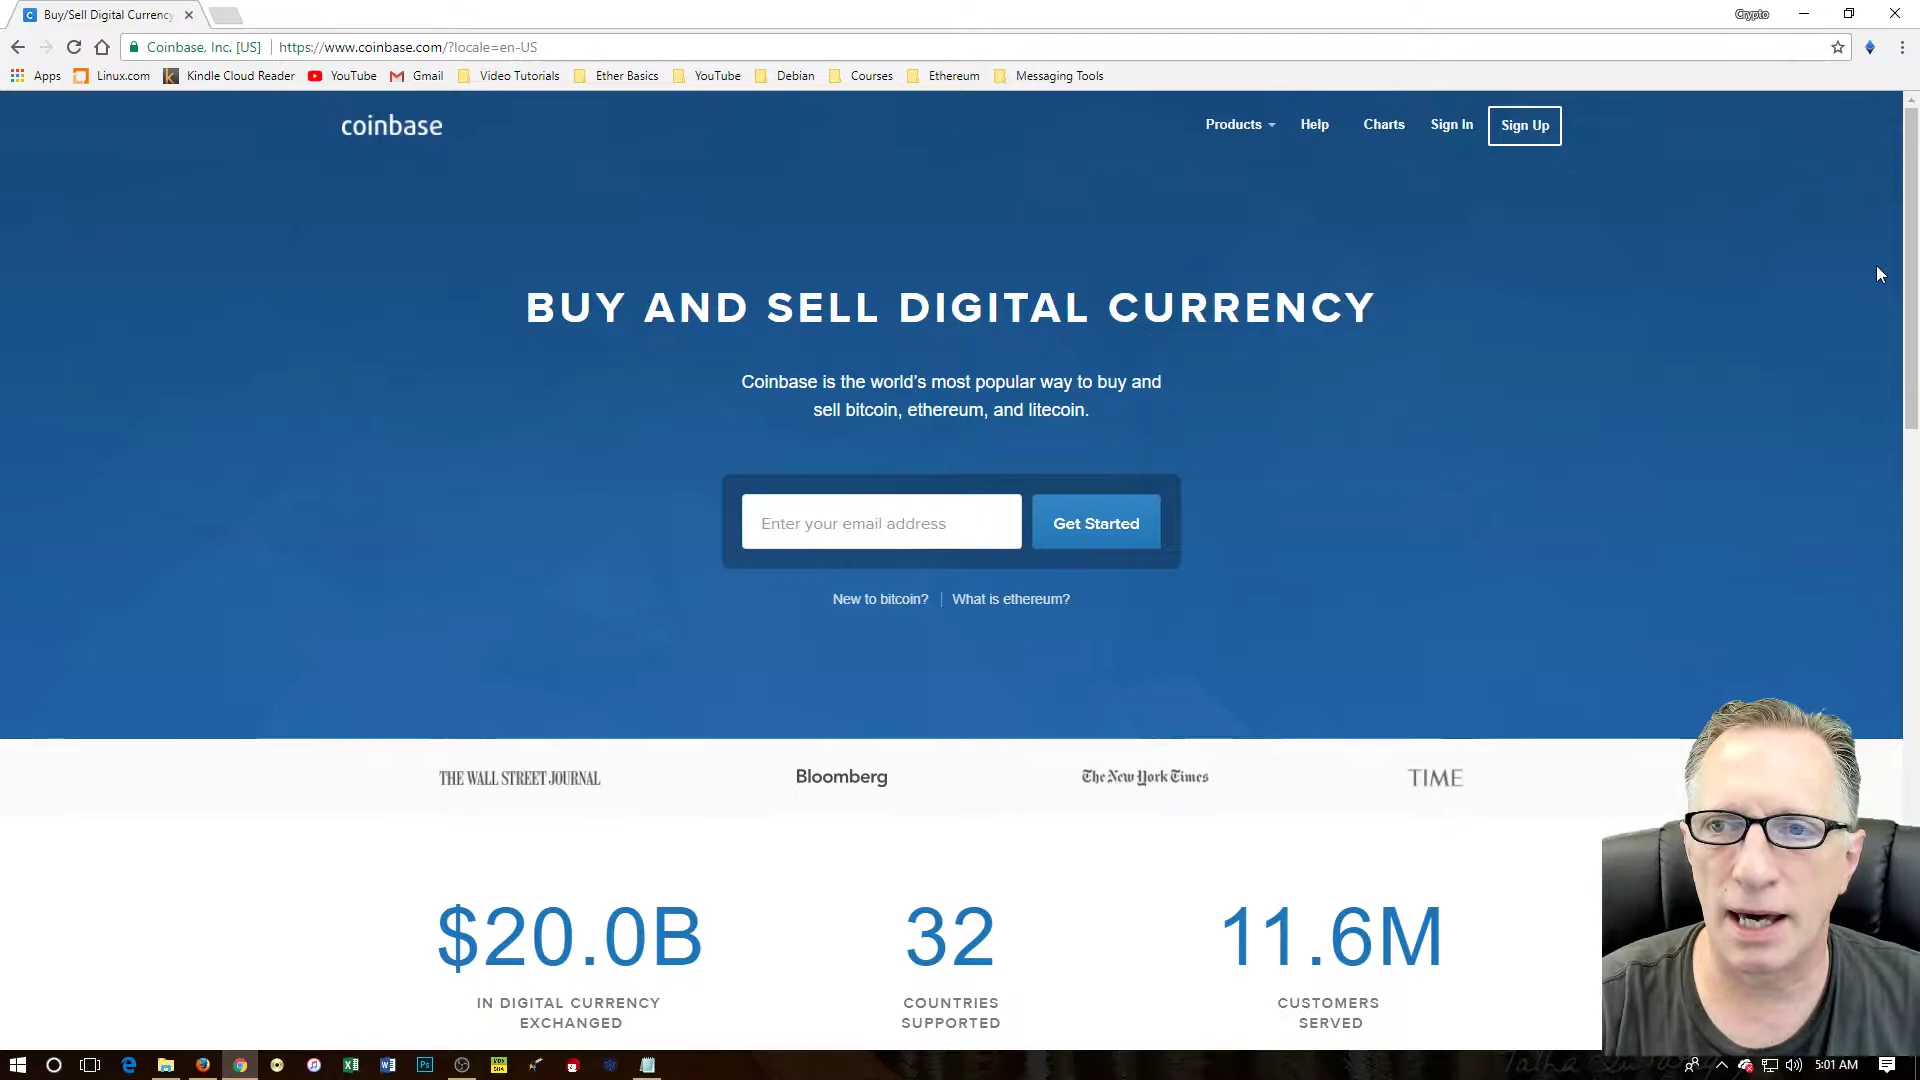 Buy/Sell Digital Currency
Crypto
Coinbase, Inc. [US]
https://www.coinbase.com/?locale=en-US
Apps
Linux.com
Kindle Cloud Reader
YouTube
Gmail
Video Tutorials
Ether Basics
YouTube
Debian
Courses
Ethereum
Messaging Tools
coinbase
Products
Help
Charts
Sign In
Sign Up
BUY AND SELL DIGITAL CURRENCY
Coinbase is the world's most popular way to buy and
sell bitcoin, ethereum, and litecoin.
Enter your email address
Get Started
New to bitcoin?
What is ethereum?
THE WALL STREET JOURNAL
Bloomberg
The New York Times
TIME
$20.0B
32
11.6M
IN DIGITAL CURRENCY
EXCHANGED
COUNTRIES
SUPPORTED
CUSTOMERS
SERVED
5:01 AM